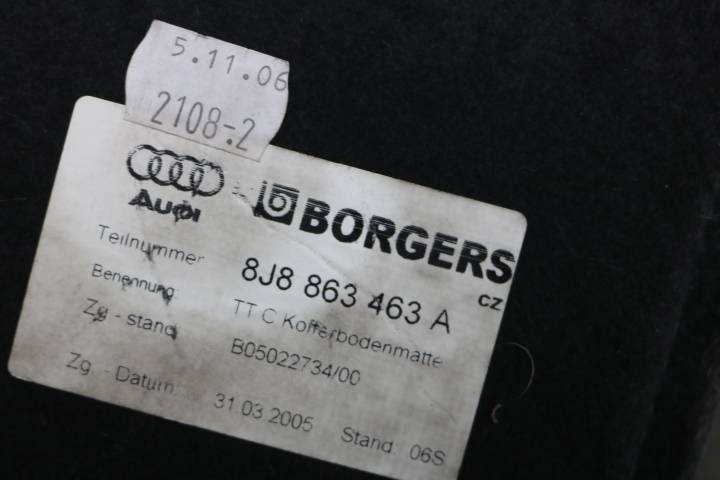 5.11.06
2108-2
Audi BORGERS
CZ
Teilnummer 8J8 863 463 A
Benennung TT C Kofferbodenmatte
Zg - stand B05022734/00
Zg - Datum 31 03 2005 Stand 06S